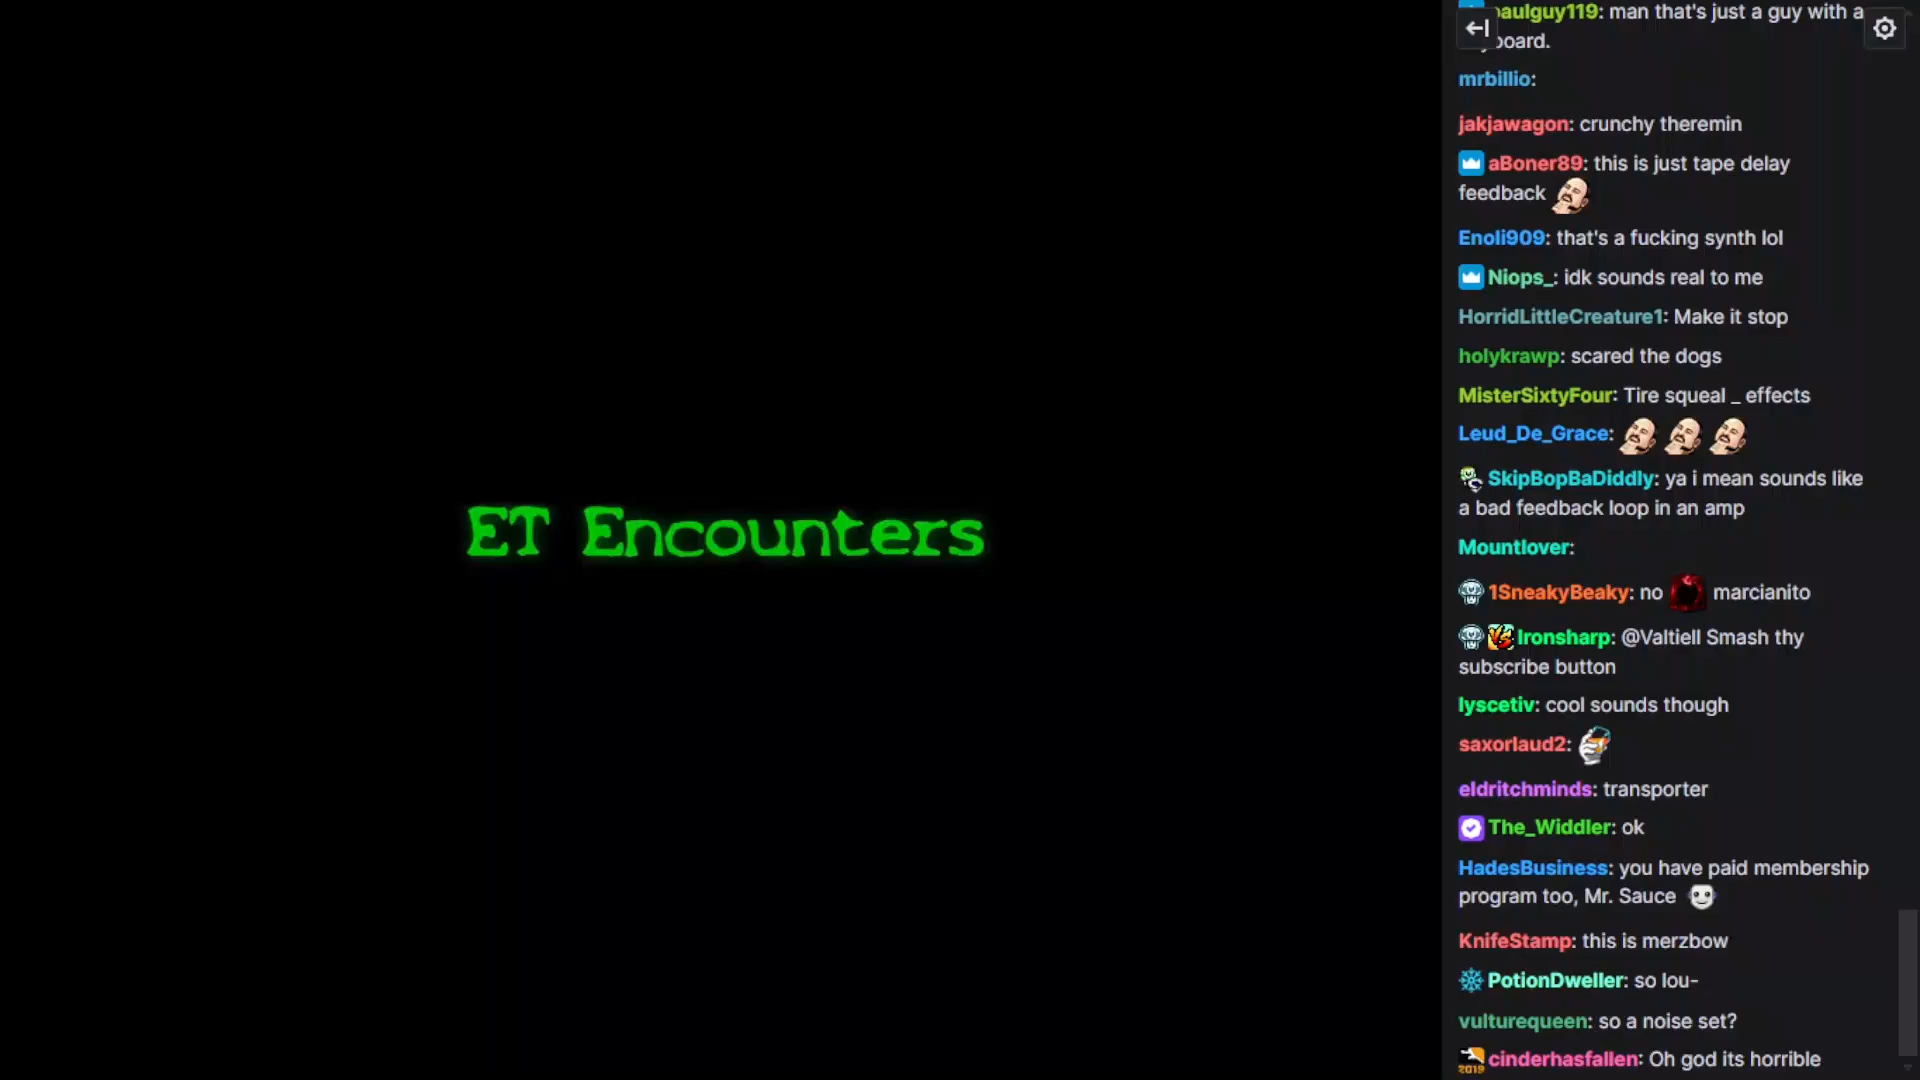 ET Encounters
paulguy119: man that's just a guy with a
board.
mrbillio:
jakjawagon: crunchy theremin
aBoner89: this is just tape delay
feedback
Enoli909: that's a fucking synth lol
Niops_: idk sounds real to me
HorridLittleCreature1: Make it stop
holykrawp: scared the dogs
MisterSixtyFour: Tire squeal _ effects
Leud_De_Grace:
SkipBopBaDiddly: ya i mean sounds like
a bad feedback loop in an amp
Mountlover:
1SneakyBeaky: no marcianito
VS Ironsharp: @Valtiell Smash thy
subscribe button
lyscetiv: cool sounds though
saxorlaud2:
eldritchminds: transporter
The_Widdler: ok
HadesBusiness: you have paid membership
program too, Mr. Sauce
KnifeStamp: this is merzbow
PotionDweller: so lou-
vulturequeen: so a noise set?
2019 cinderhasfallen: Oh god its horrible